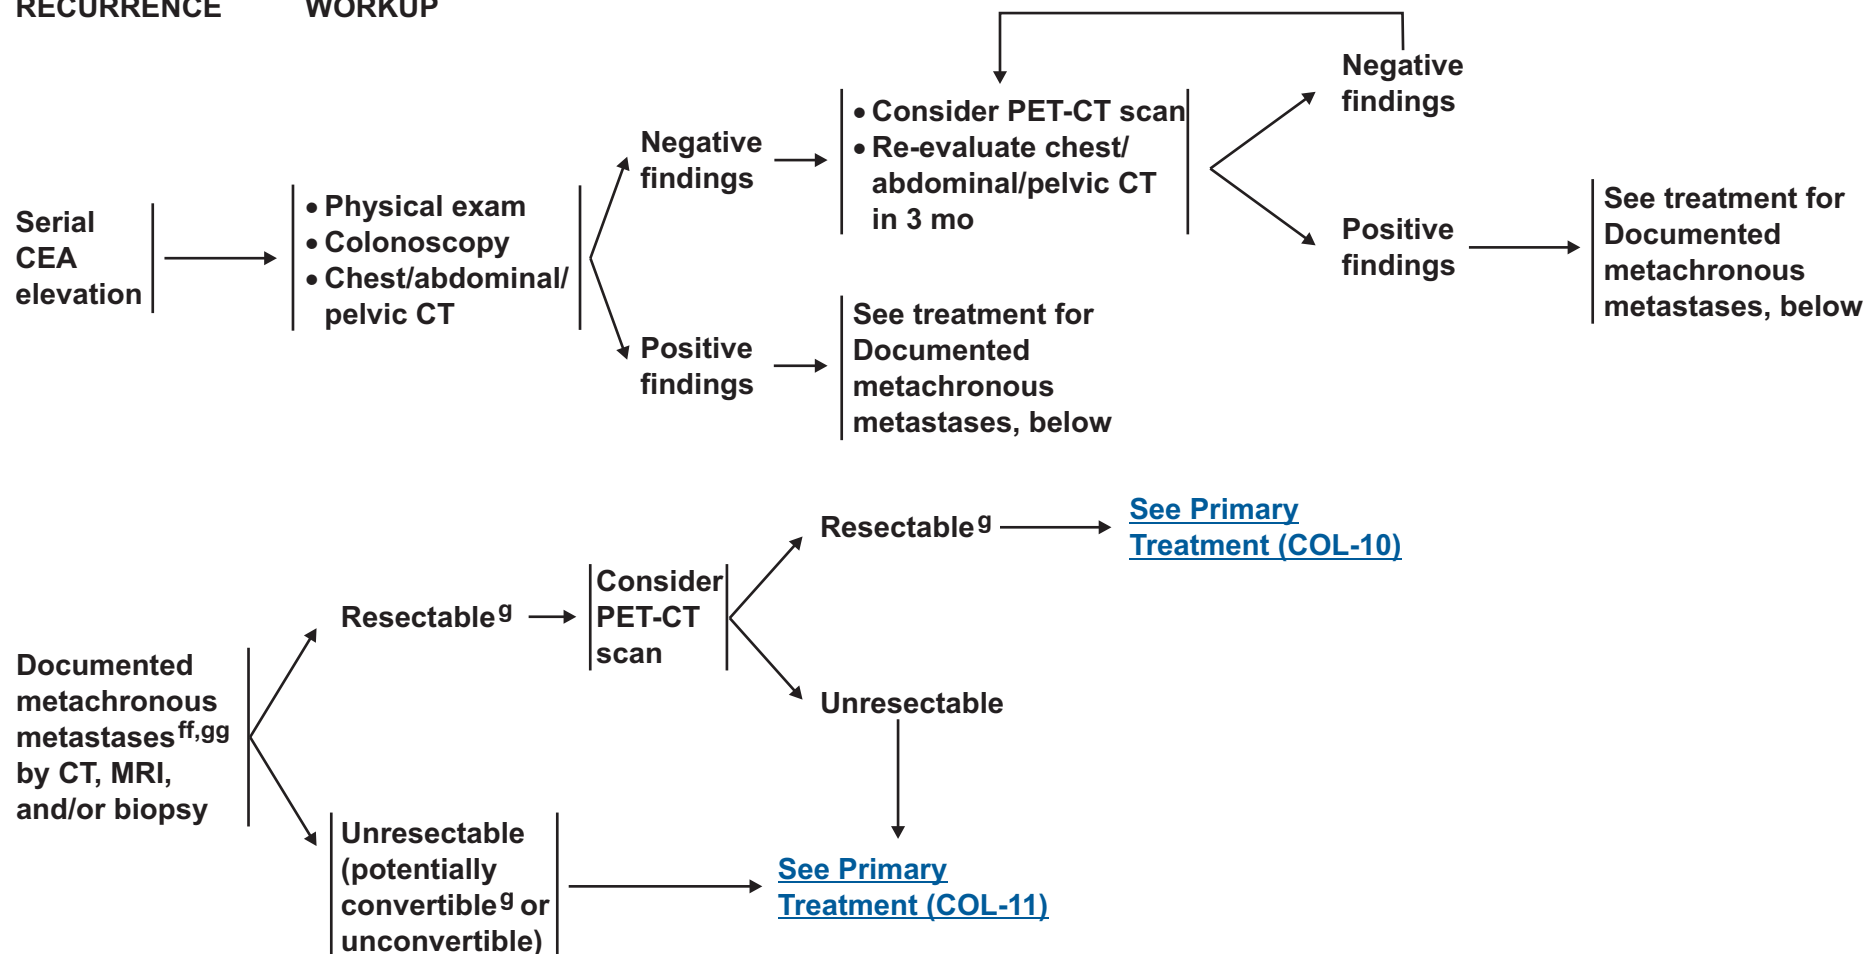 RECURRENCE
WORKUP
Serial
CEA
elevation
• Physical exam
• Colonoscopy
• Chest/abdominal/
pelvic CT
Negative
findings
• Consider PET-CT scan
• Re-evaluate chest/
abdominal/pelvic CT
in 3 mo
Negative
findings
Positive
findings
See treatment for
Documented
metachronous
metastases, below
Positive
findings
See treatment for
Documented
metachronous
metastases, below
Documented
metachronous
metastases ff,gg
by CT, MRI,
and/or biopsy
Resectable g
Consider
PET-CT
scan
Resectable g
See Primary
Treatment (COL-10)
Unresectable
Unresectable
(potentially
convertible g or
unconvertible)
See Primary
Treatment (COL-11)